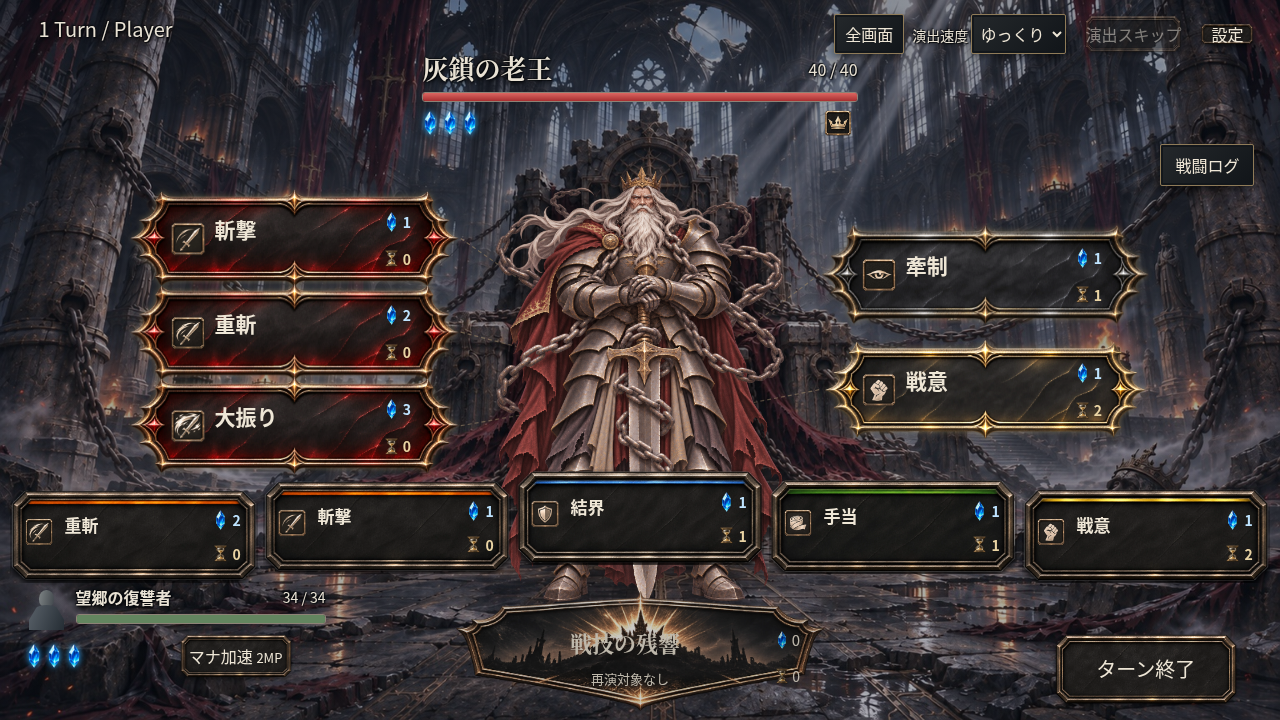 1 Turn / Player
全画面
演出速度
ゆっくり
演出スキップ
設定
灰鎖の老王
40 / 40
戦闘ログ
斬撃
1
0
重斬
2
0
大振り
3
0
牽制
1
1
戦意
1
2
重斬
2
0
斬撃
1
0
結界
1
1
手当
1
1
戦意
1
2
望郷の復讐者
34 / 34
マナ加速 2MP
戦技の残響
0
再演対象なし
0
ターン終了